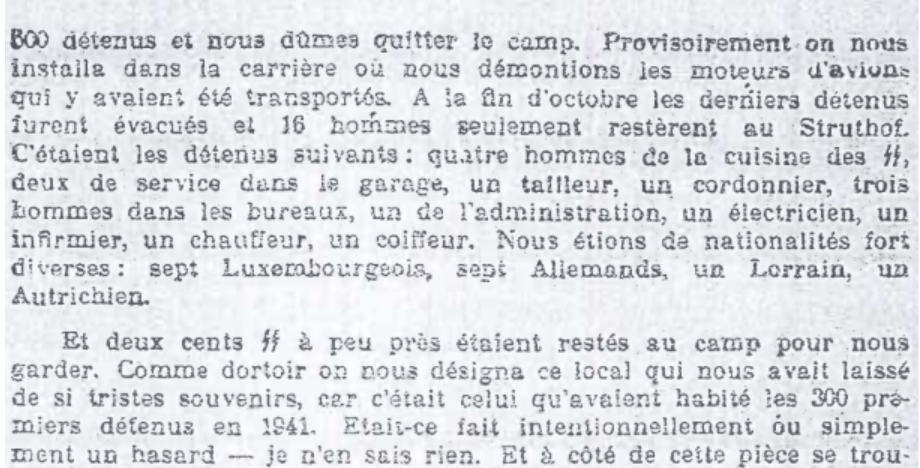 600 détenus et nous dûmes quitter le camp. Provisoirement on nous
installa dans la carrière où nous démontions les moteurs d'avions
qui y avaient été transportés. A la fin d'octobre les derniers détenus
furent évacués et 16 hommes seulement restèrent au Struthof.
C'étaient les détenus suivants : quatre hommes de la cuisine des ᛋᛋ,
deux de service dans le garage, un tailleur, un cordonnier, trois
hommes dans les bureaux, un de l'administration, un électricien, un
infirmier, un chauffeur, un coiffeur. Nous étions de nationalités fort
diverses : sept Luxembourgeois, sept Allemands, un Lorrain, un
Autrichien.
Et deux cents ᛋᛋ à peu près étaient restés au camp pour nous
garder. Comme dortoir on nous désigna ce local qui nous avait laissé
de si tristes souvenirs, car c'était celui qu'avaient habité les 300 pre-
miers détenus en 1941. Etait-ce fait intentionnellement ou simple-
ment un hasard — je n'en sais rien. Et à côté de cette pièce se trou-